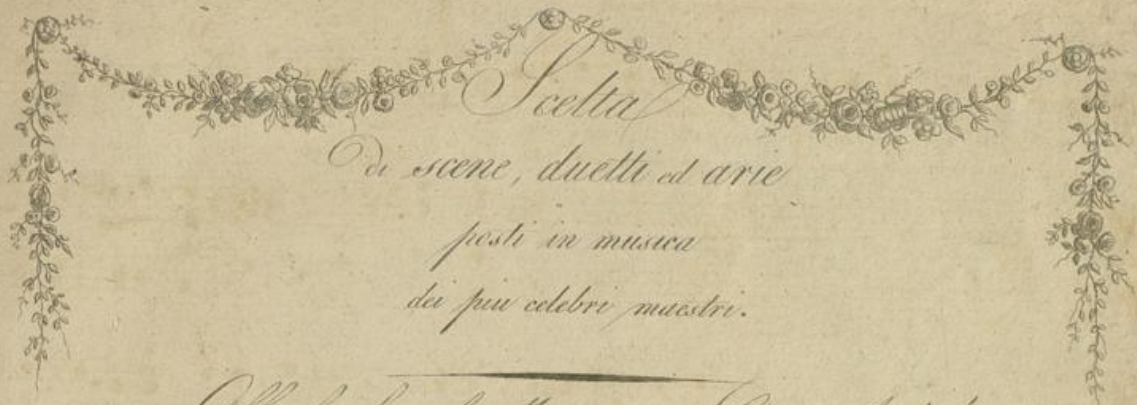 Scelta
di scene, duetti ed arie
posti in musica
dei piu celebri maestri.